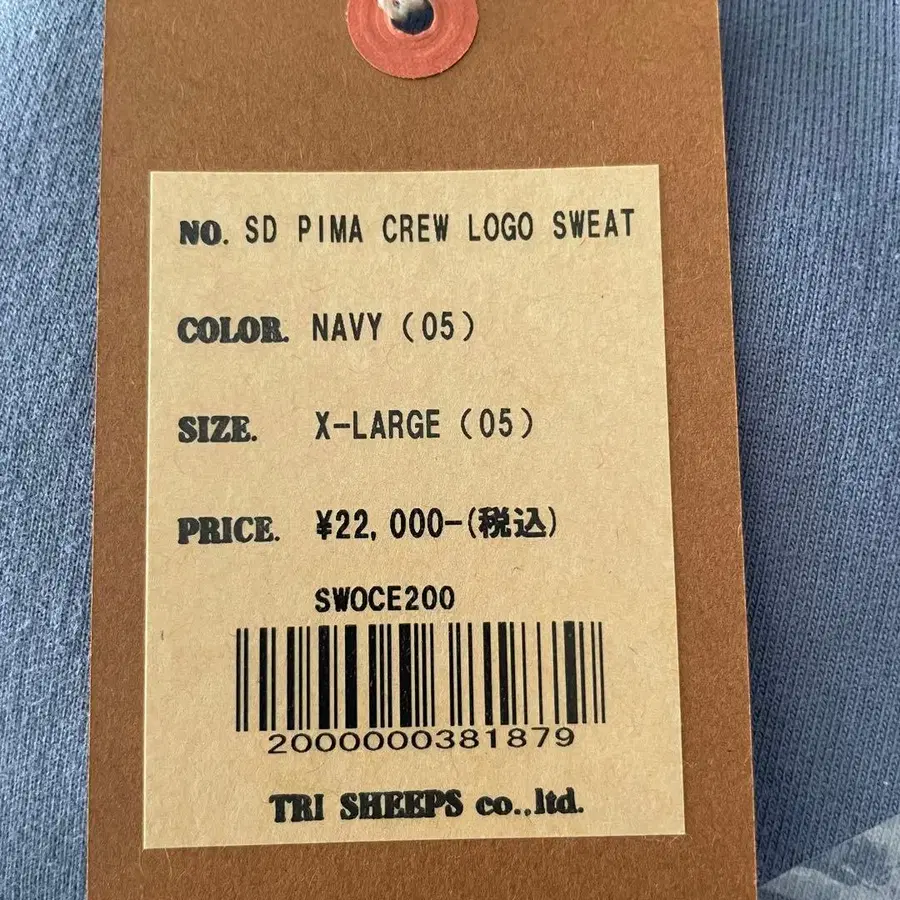 NO. SD PIMA CREW LOGO SWEAT
COLOR. NAVY (05)
SIZE. X-LARGE (05)
PRICE. ¥22,000-(税込)
SWOCE200
2000000381879
TRI SHEEPS co.,ltd.